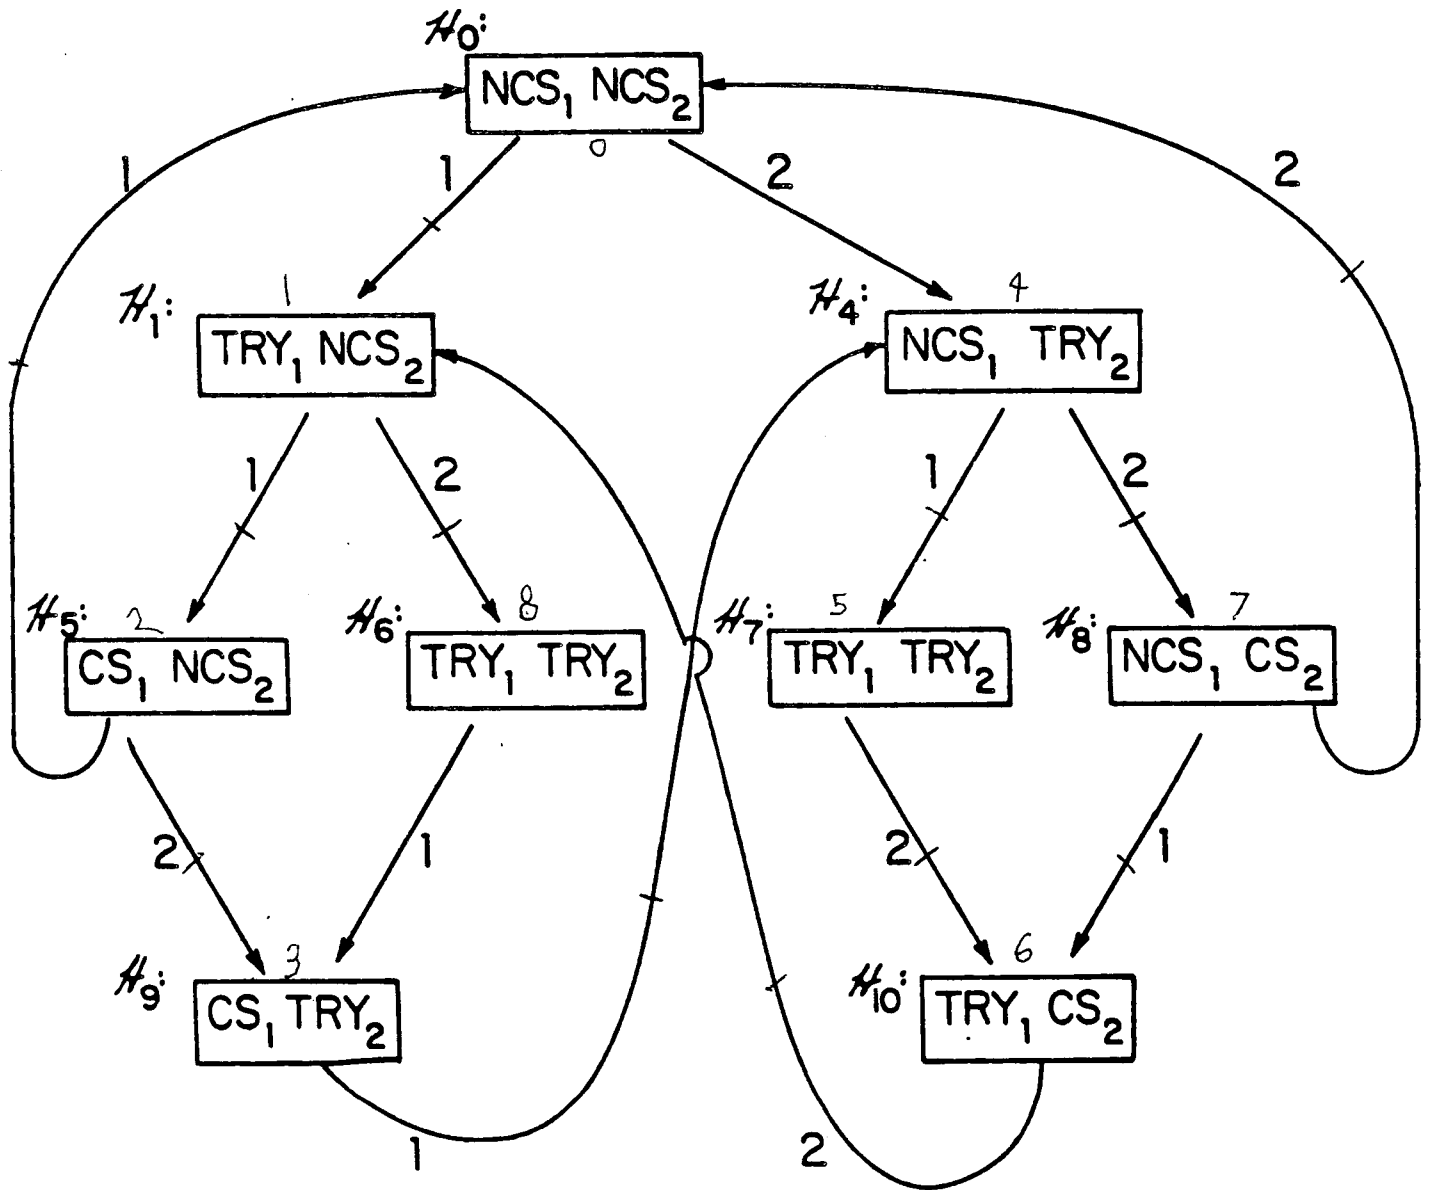 H0:
NCS1 NCS2
0
1 2
1 2
H1: 1
TRY1 NCS2
H4: 4
NCS1 TRY2
1 2
1 2
H5: 2
CS1 NCS2
H6: 8
TRY1 TRY2
H7: 5
TRY1 TRY2
H8: 7
NCS1 CS2
2 1
2 1
H9: 3
CS1 TRY2
H10: 6
TRY1 CS2
1
2